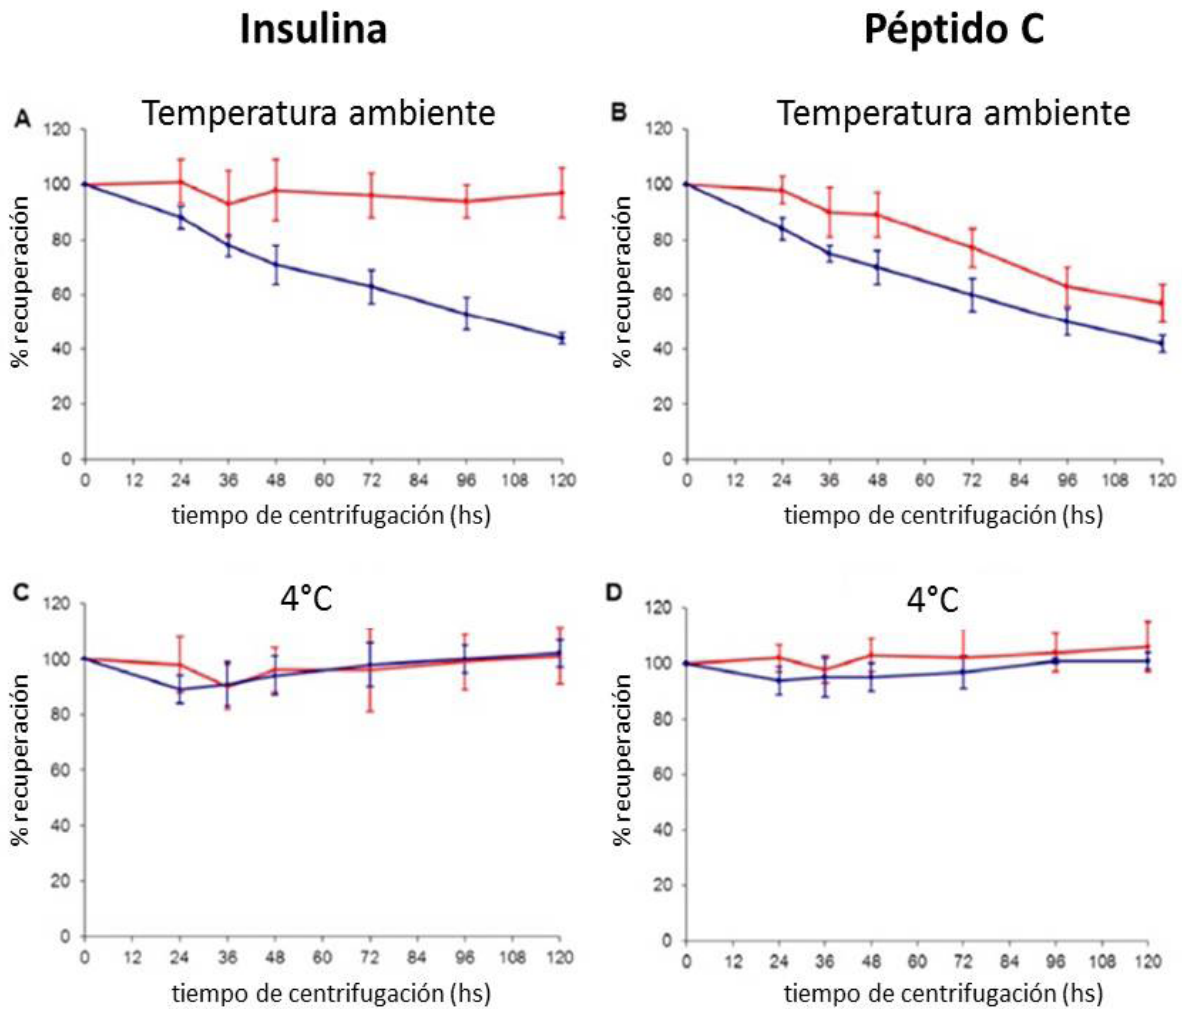 Insulina
Péptido C
A Temperatura ambiente
120
100
80
60
40
20
0
% recuperación
0 12 24 36 48 60 72 84 96 108 120
tiempo de centrifugación (hs)
B Temperatura ambiente
120
100
80
60
40
20
0
% recuperación
0 12 24 36 48 60 72 84 96 108 120
tiempo de centrifugación (hs)
C 4°C
120
100
80
60
40
20
0
% recuperación
0 12 24 36 48 60 72 84 96 108 120
tiempo de centrifugación (hs)
D 4°C
120
100
80
60
40
20
0
% recuperación
0 12 24 36 48 60 72 84 96 108 120
tiempo de centrifugación (hs)